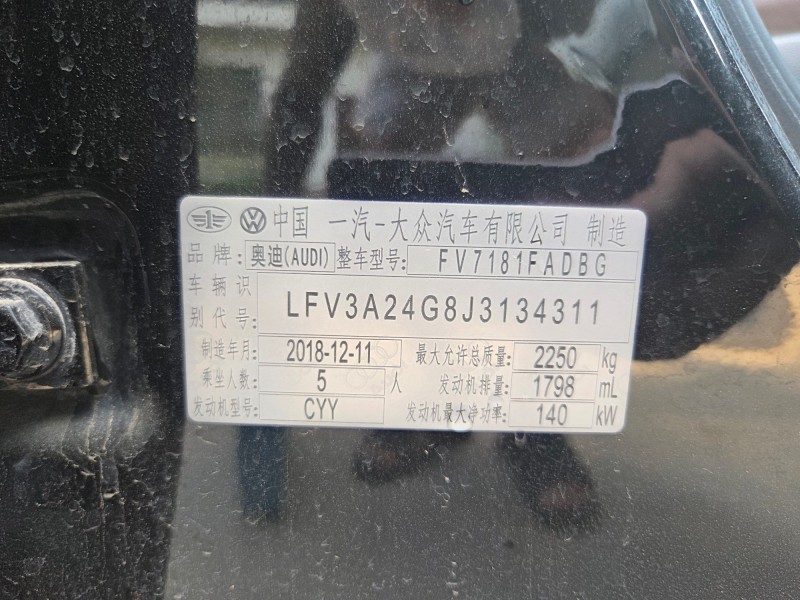 中国 一汽-大众汽车有限公司 制造
品牌: 奥迪(AUDI) 整车型号: FV7181FADBG
车辆识别代号: LFV3A24G8J3134311
制造年月: 2018-12-11 最大允许总质量: 2250 kg
乘坐人数: 5 人 发动机排量: 1798 mL
发动机型号: CYY 发动机最大净功率: 140 kW